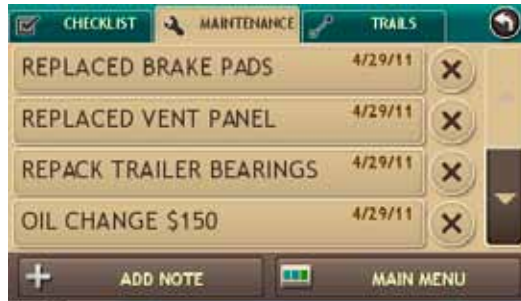 CHECKLIST MAINTENANCE TRAILS
REPLACED BRAKE PADS 4/29/11
REPLACED VENT PANEL 4/29/11
REPACK TRAILER BEARINGS 4/29/11
OIL CHANGE $150 4/29/11
ADD NOTE MAIN MENU